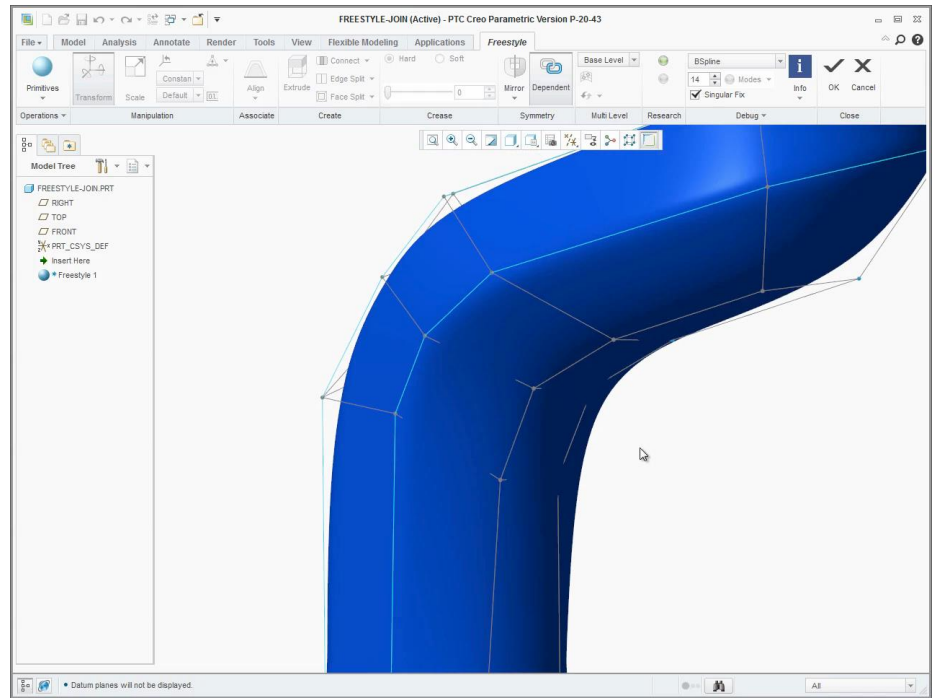 FREESTYLE-JOIN (Active) - PTC Creo Parametric Version P-20-43
File Model Analysis Annotate Render Tools View Flexible Modeling Applications Freestyle
Primitives
Transform
Scale
Constan
Default
Align
Extrude
Connect
Edge Split
Face Split
Hard
Soft
0
Mirror
Dependent
Base Level
BSpline
14
Modes
Singular Fix
Info
OK
Cancel
Operations Manipulation Associate Create Crease Symmetry Multi Level Research Debug Close
Model Tree
FREESTYLE-JOIN.PRT
RIGHT
TOP
FRONT
PRT_CSYS_DEF
Insert Here
Freestyle 1
Datum planes will not be displayed.
All